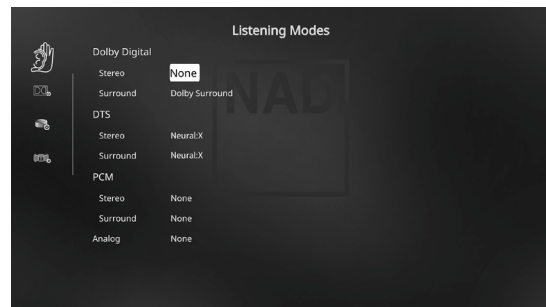 Listening Modes
Dolby Digital
Stereo None
Surround Dolby Surround
DTS
Stereo Neural:X
Surround Neural:X
PCM
Stereo None
Surround None
Analog None
NAD